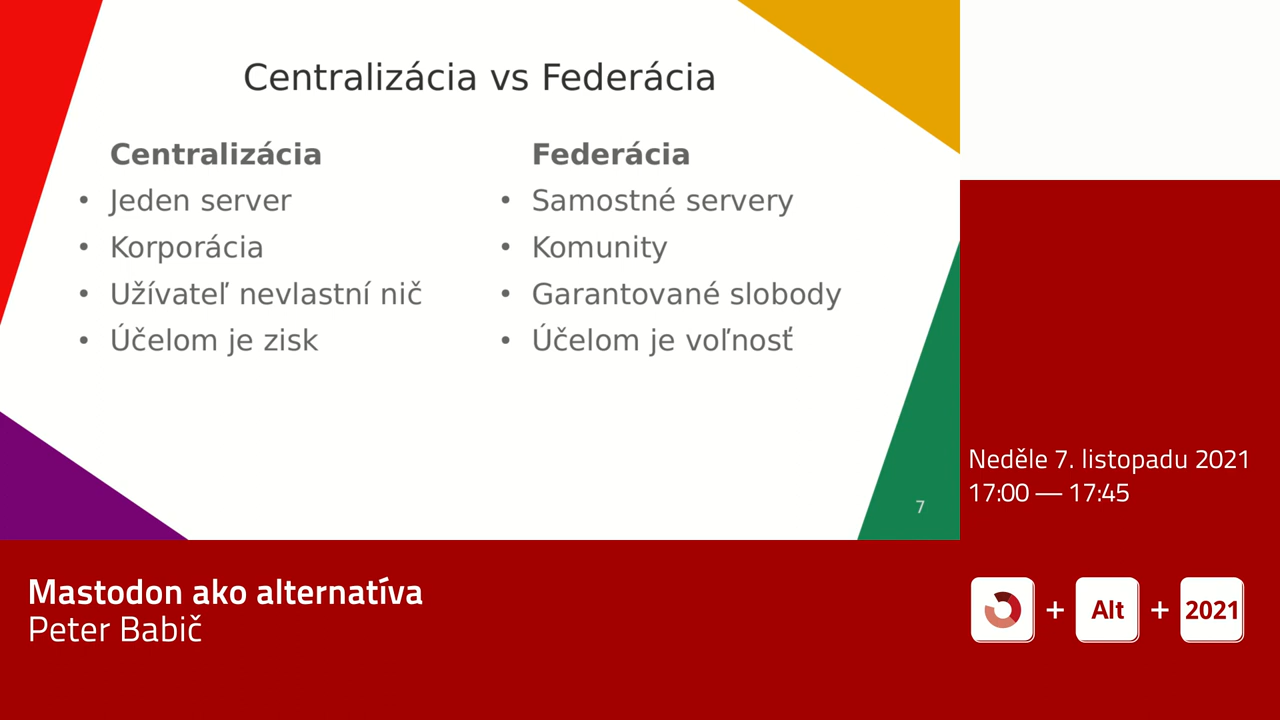 Centralizácia vs Federácia
Centralizácia
• Jeden server
• Korporácia
• Užívateľ nevlastní nič
• Účelom je zisk
Federácia
• Samostné servery
• Komunity
• Garantované slobody
• Účelom je voľnosť
7
Neděle 7. listopadu 2021
17:00 — 17:45
Mastodon ako alternatíva
Peter Babič
+ Alt + 2021